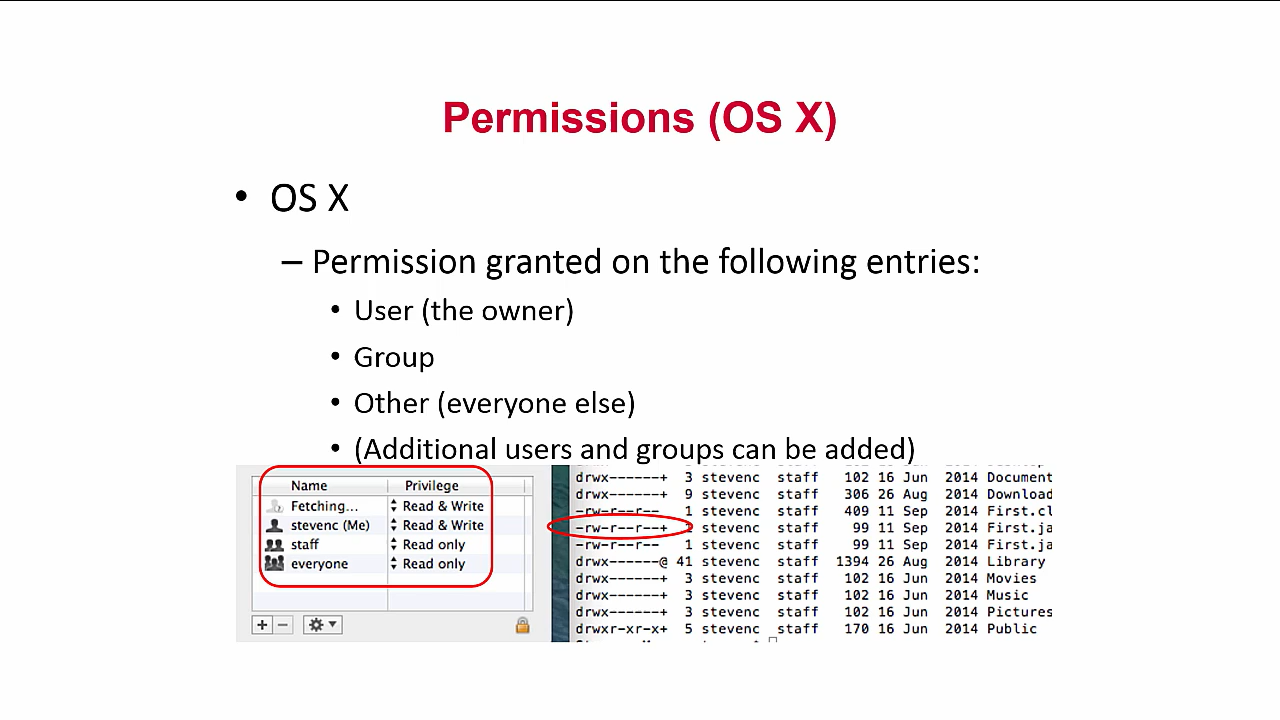 Permissions (OS X)
• OS X
– Permission granted on the following entries:
• User (the owner)
• Group
• Other (everyone else)
• (Additional users and groups can be added)
Name Privilege
Fetching... Read & Write
stevenc (Me) Read & Write
staff Read only
everyone Read only
drwx------+ 3 stevenc staff 102 16 Jun 2014 Document
drwx------+ 9 stevenc staff 306 26 Aug 2014 Download
-rw-r--r-- 1 stevenc staff 409 11 Sep 2014 First.cl
-rw-r--r--+ 1 stevenc staff 99 11 Sep 2014 First.ja
-rw-r--r-- 1 stevenc staff 99 11 Sep 2014 First.ja
drwx------@ 41 stevenc staff 1394 26 Aug 2014 Library
drwx------+ 3 stevenc staff 102 16 Jun 2014 Movies
drwx------+ 3 stevenc staff 102 16 Jun 2014 Music
drwx------+ 3 stevenc staff 102 16 Jun 2014 Pictures
drwxr-xr-x+ 5 stevenc staff 170 16 Jun 2014 Public